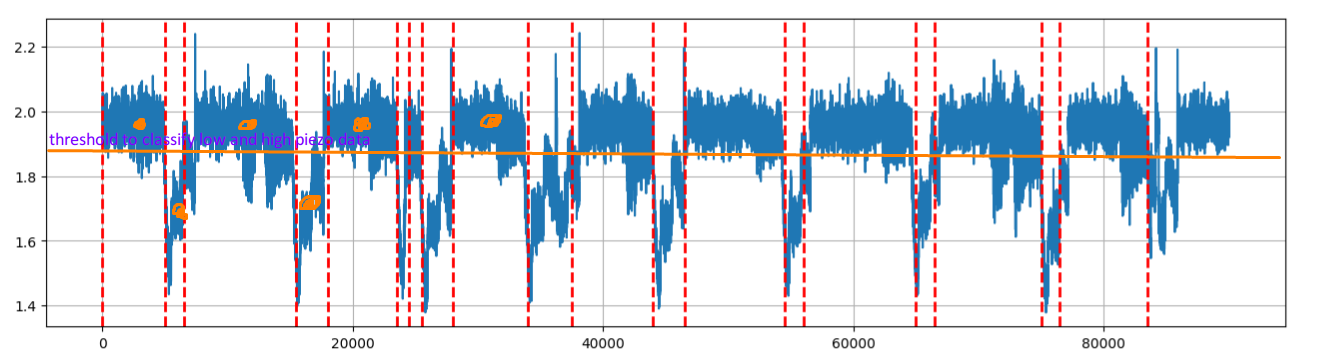 2.2
2.0
threshold to classify low and high piezo data
1.8
1.6
1.4
0 20000 40000 60000 80000